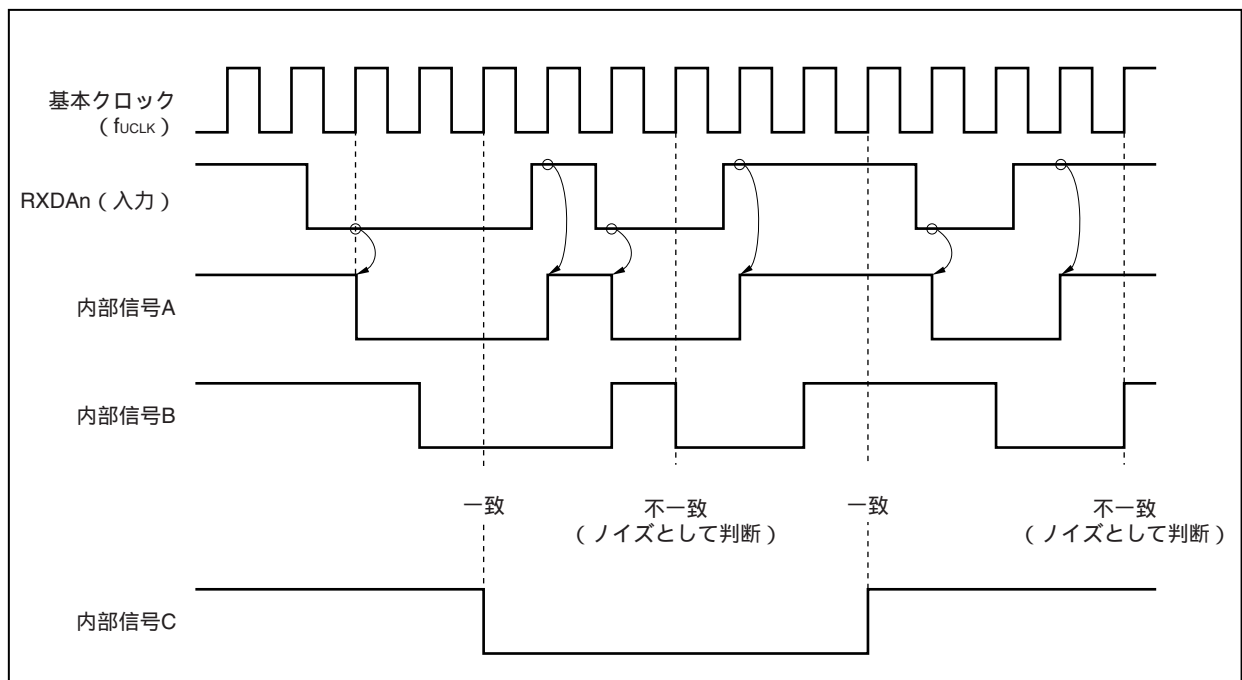 基本クロック
（fUCLK）
RXDAn（入力）
内部信号A
内部信号B
一致
不一致
（ノイズとして判断）
一致
不一致
（ノイズとして判断）
内部信号C